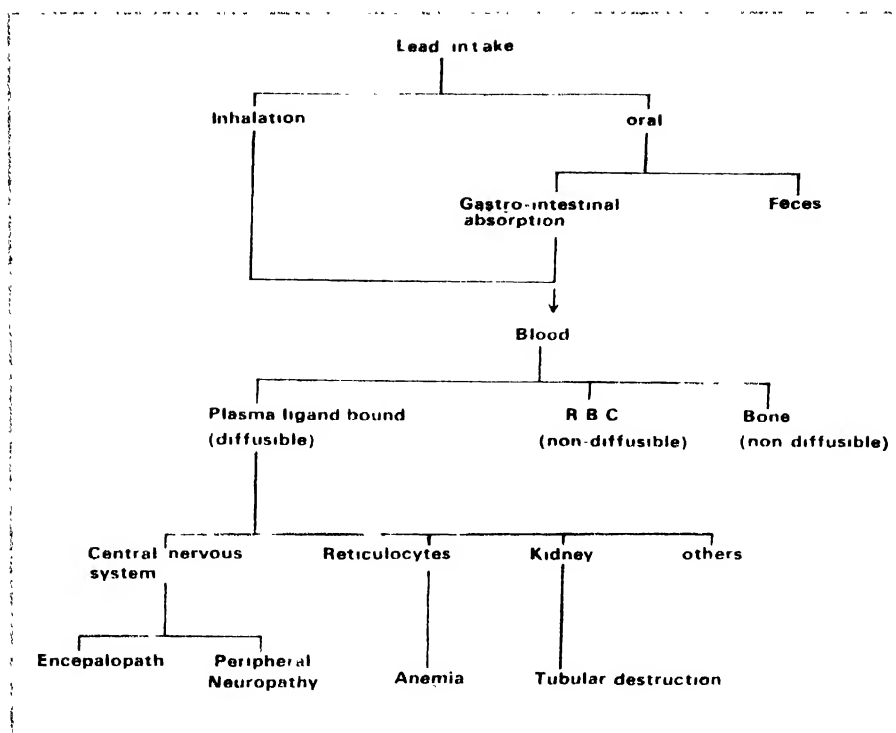 Lead intake
Inhalation
oral
Gastro-intestinal
absorption
Feces
Blood
Plasma ligand bound
(diffusible)
R B C
(non-diffusible)
Bone
(non diffusible)
Central nervous
system
Reticulocytes
Kidney
others
Encepalopath
Peripheral
Neuropathy
Anemia
Tubular destruction